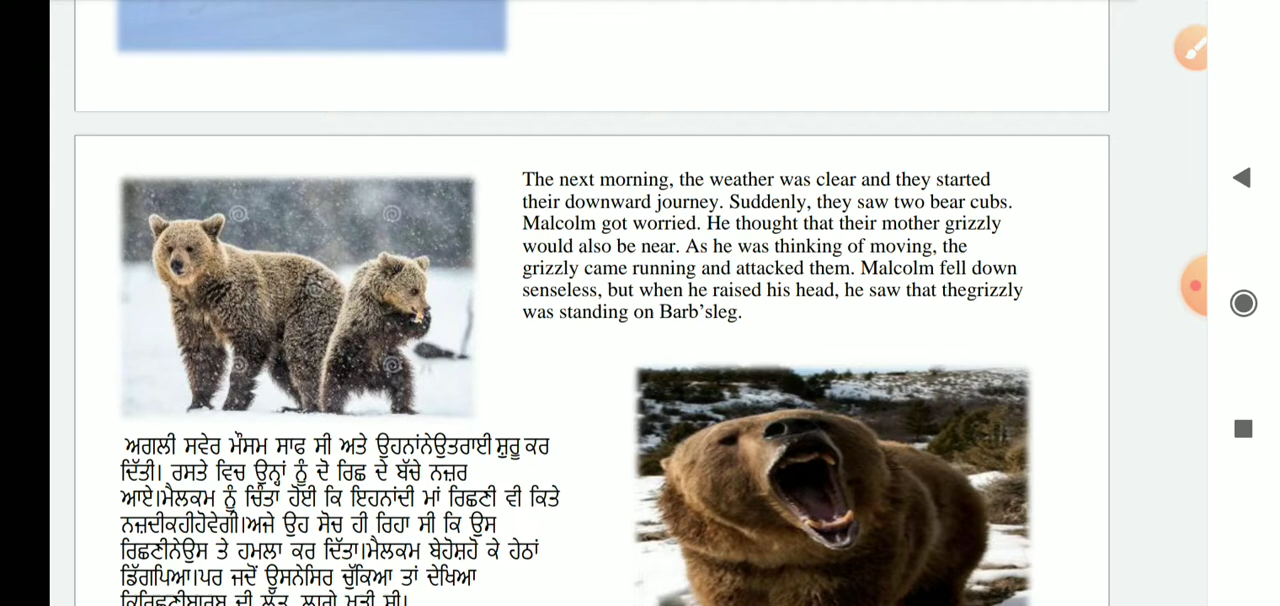 The next morning, the weather was clear and they started
their downward journey. Suddenly, they saw two bear cubs.
Malcolm got worried. He thought that their mother grizzly
would also be near. As he was thinking of moving, the
grizzly came running and attacked them. Malcolm fell down
senseless, but when he raised his head, he saw that thegrizzly
was standing on Barb’sleg.
ਅਗਲੀ ਸਵੇਰ ਮੌਸਮ ਸਾਫ ਸੀ ਅਤੇ ਉਹਨਾਂਨੇਉਤਰਾਈ ਸ਼ੁਰੂ ਕਰ
ਦਿੱਤੀ। ਰਸਤੇ ਵਿਚ ਉਨ੍ਹਾਂ ਨੂੰ ਦੋ ਰਿਛ ਦੇ ਬੱਚੇ ਨਜ਼ਰ
ਆਏ।ਮੈਲਕਮ ਨੂੰ ਚਿੰਤਾ ਹੋਈ ਕਿ ਇਹਨਾਂਦੀ ਮਾਂ ਰਿਛਣੀ ਵੀ ਕਿਤੇ
ਨਜ਼ਦੀਕਹੀਹੋਵੇਗੀ।ਅਜੇ ਉਹ ਸੋਚ ਹੀ ਰਿਹਾ ਸੀ ਕਿ ਉਸ
ਰਿਛਣੀਨੇਉਸ ਤੇ ਹਮਲਾ ਕਰ ਦਿੱਤਾ।ਮੈਲਕਮ ਬੇਹੋਸ਼ਹੋ ਕੇ ਹੇਠਾਂ
ਡਿੱਗਪਿਆ।ਪਰ ਜਦੋਂ ਉਸਨੇਸਿਰ ਚੁੱਕਿਆ ਤਾਂ ਦੇਖਿਆ
ਕਿਰਿਛਣੀਬਾਰਬ ਦੀ ਲੱਤ ਲਾਗੇ ਖੜੀ ਸੀ।